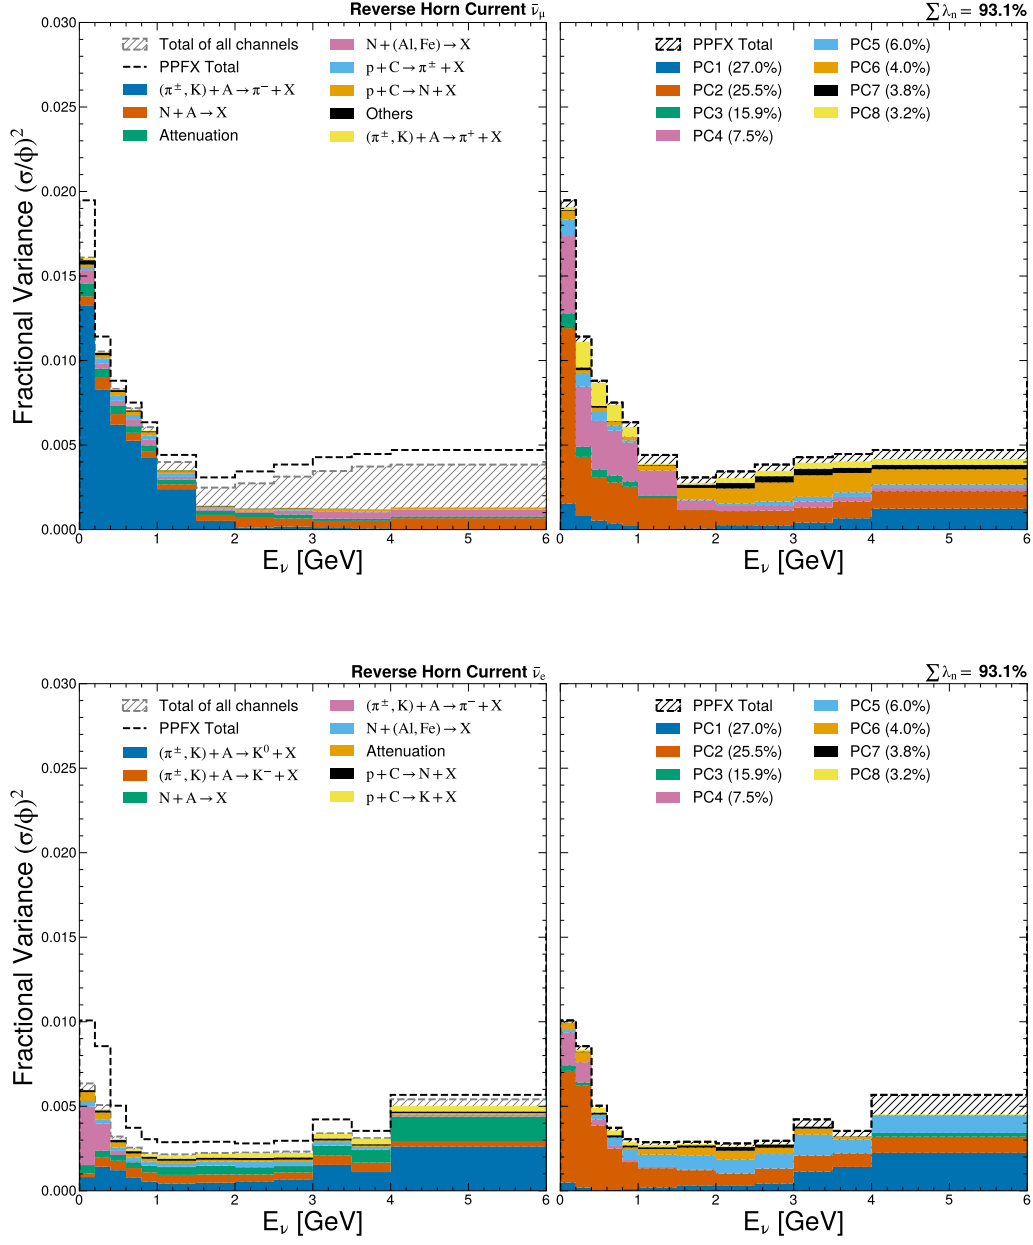 Reverse Horn Current ν̄μ
Fractional Variance (σ/ϕ)²
0.030
0.025
0.020
0.015
0.010
0.005
0.000
Total of all channels
PPFX Total
(π±, K) + A → π⁻ + X
N + A → X
Attenuation
N + (Al, Fe) → X
p + C → π± + X
p + C → N + X
Others
(π±, K) + A → π⁺ + X
0 1 2 3 4 5 6
Eν [GeV]
∑ λn = 93.1%
PPFX Total
PC1 (27.0%)
PC2 (25.5%)
PC3 (15.9%)
PC4 (7.5%)
PC5 (6.0%)
PC6 (4.0%)
PC7 (3.8%)
PC8 (3.2%)
0 1 2 3 4 5 6
Eν [GeV]
Reverse Horn Current ν̄e
Fractional Variance (σ/ϕ)²
0.030
0.025
0.020
0.015
0.010
0.005
0.000
Total of all channels
PPFX Total
(π±, K) + A → K⁰ + X
(π±, K) + A → K⁻ + X
N + A → X
(π±, K) + A → π⁻ + X
N + (Al, Fe) → X
Attenuation
p + C → N + X
p + C → K + X
0 1 2 3 4 5 6
Eν [GeV]
∑ λn = 93.1%
PPFX Total
PC1 (27.0%)
PC2 (25.5%)
PC3 (15.9%)
PC4 (7.5%)
PC5 (6.0%)
PC6 (4.0%)
PC7 (3.8%)
PC8 (3.2%)
0 1 2 3 4 5 6
Eν [GeV]